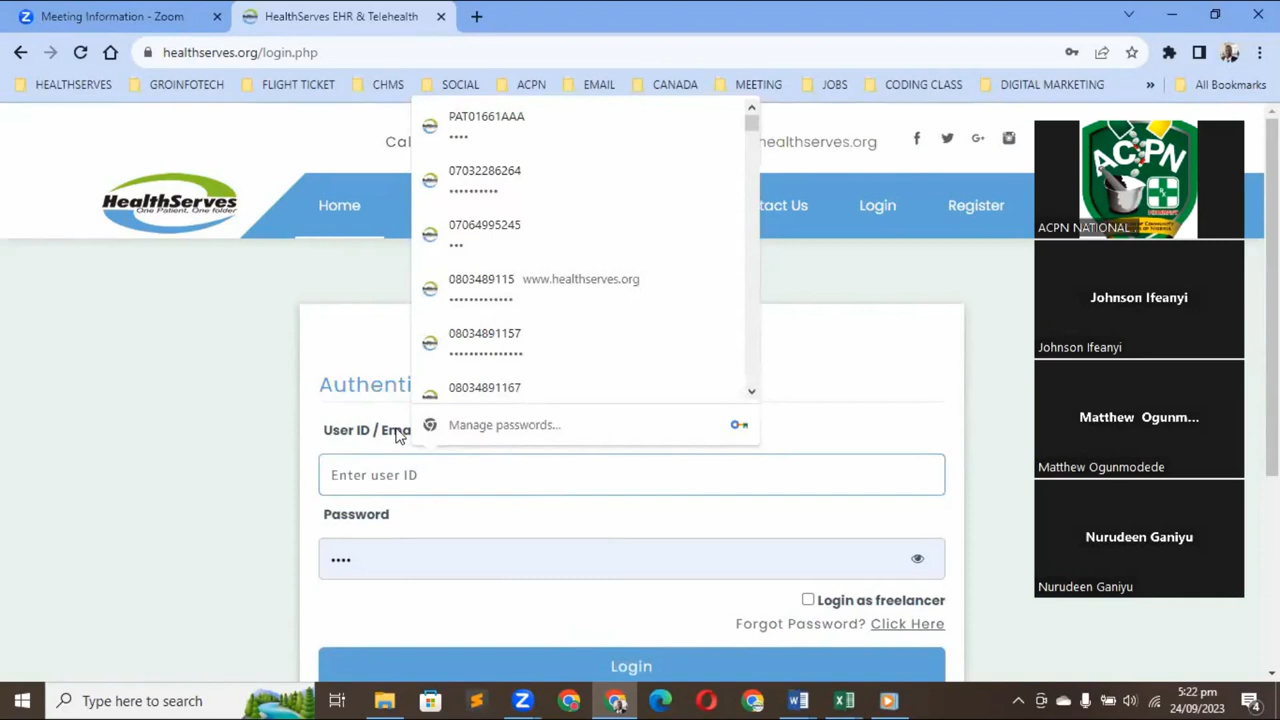 Meeting Information - Zoom
HealthServes EHR & Telehealth
healthserves.org/login.php
HEALTHSERVES
GROINFOTECH
FLIGHT TICKET
CHMS
SOCIAL
ACPN
EMAIL
CANADA
MEETING
JOBS
CODING CLASS
DIGITAL MARKETING
»
All Bookmarks
Cal
healthserves.org
HealthServes
One Patient, One folder
Home
tact Us
Login
Register
PAT01661AAA
••••
07032286264
••••••••••
07064995245
•••
0803489115 www.healthserves.org
•••••••••••••
08034891157
•••••••••••••••
08034891167
Manage passwords...
Authenti
User ID / Emai
Enter user ID
Password
••••
Login as freelancer
Forgot Password? Click Here
Login
ACPN
ACPN NATIONAL
Johnson Ifeanyi
Johnson Ifeanyi
Matthew Ogunm...
Matthew Ogunmodede
Nurudeen Ganiyu
Nurudeen Ganiyu
Type here to search
5:22 pm
24/09/2023
4